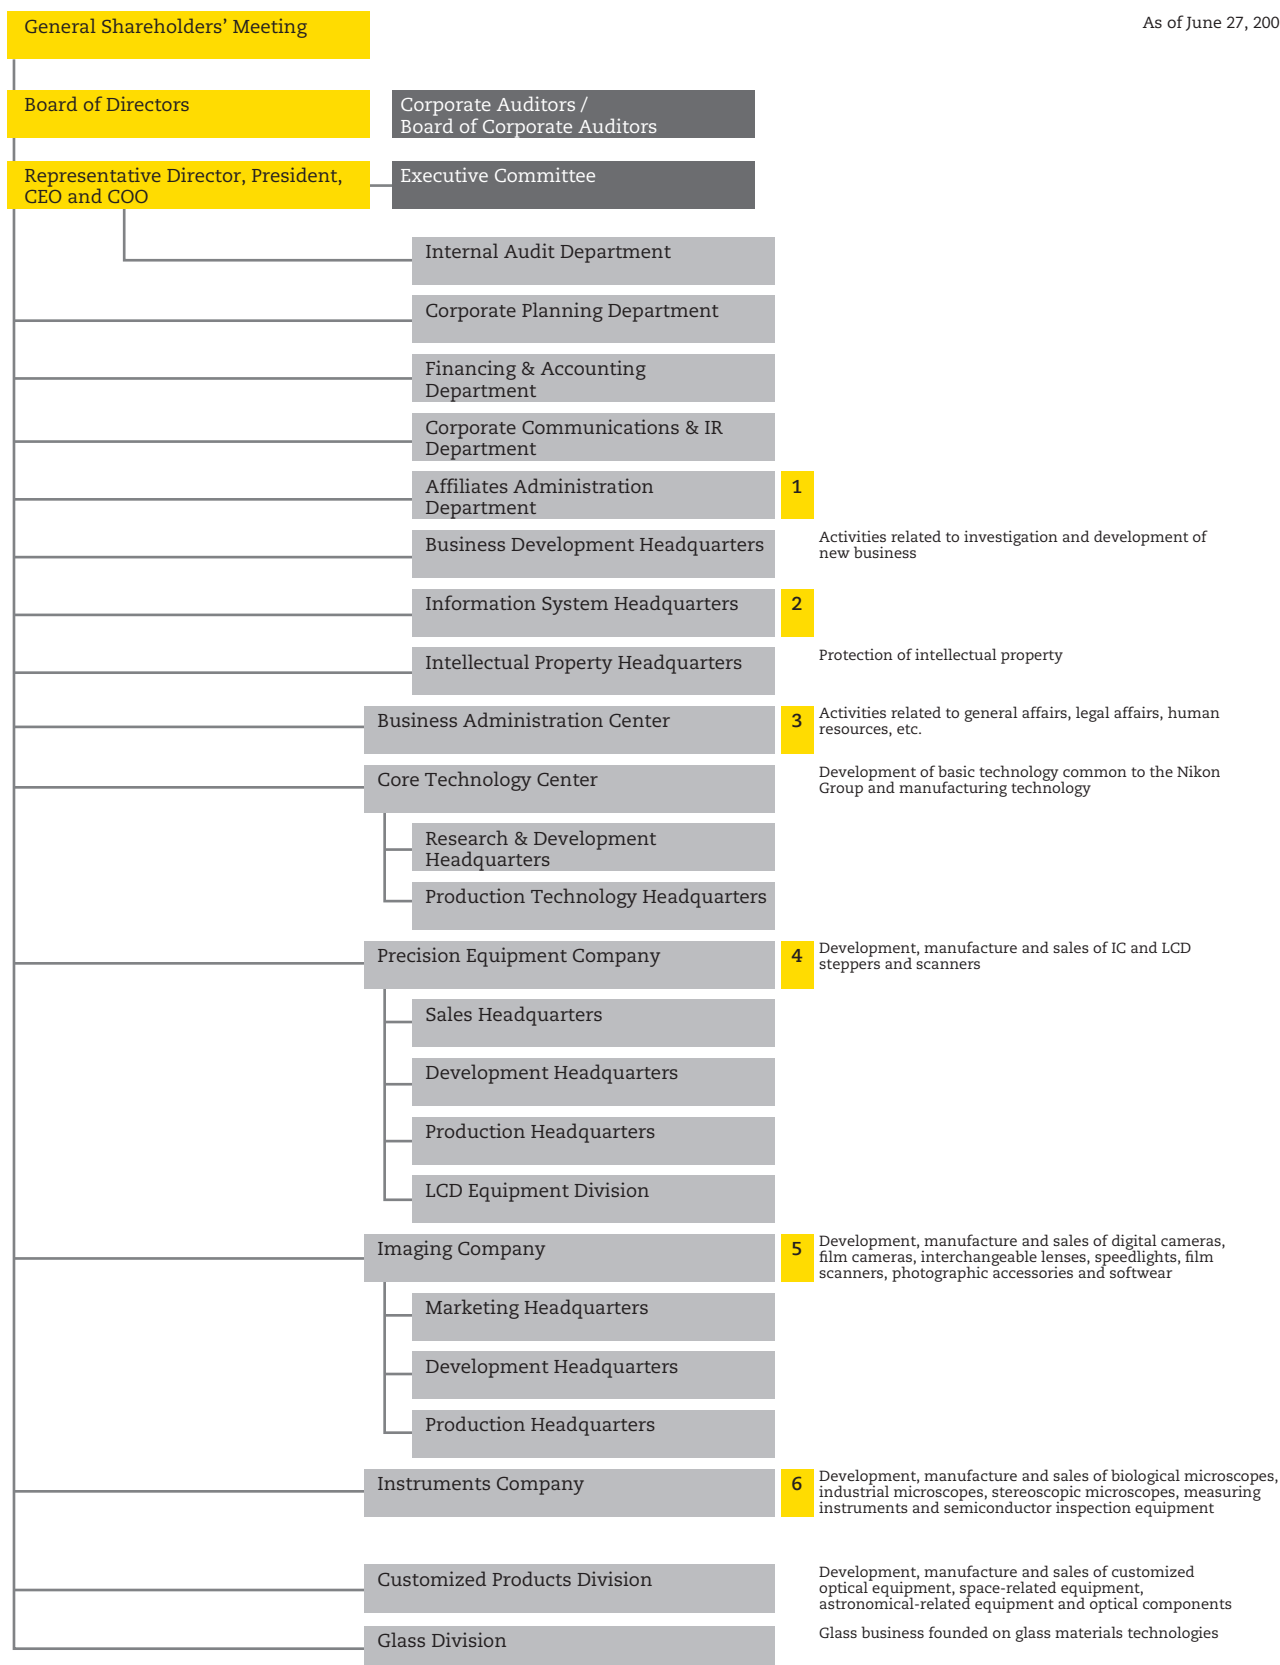 General Shareholders’ Meeting
As of June 27, 200
Board of Directors
Corporate Auditors /
Board of Corporate Auditors
Representative Director, President,
CEO and COO
Executive Committee
Internal Audit Department
Corporate Planning Department
Financing & Accounting
Department
Corporate Communications & IR
Department
Affiliates Administration
Department
1
Business Development Headquarters
Activities related to investigation and development of
new business
Information System Headquarters
2
Intellectual Property Headquarters
Protection of intellectual property
Business Administration Center
3
Activities related to general affairs, legal affairs, human
resources, etc.
Core Technology Center
Development of basic technology common to the Nikon
Group and manufacturing technology
Research & Development
Headquarters
Production Technology Headquarters
Precision Equipment Company
4
Development, manufacture and sales of IC and LCD
steppers and scanners
Sales Headquarters
Development Headquarters
Production Headquarters
LCD Equipment Division
Imaging Company
5
Development, manufacture and sales of digital cameras,
film cameras, interchangeable lenses, speedlights, film
scanners, photographic accessories and softwear
Marketing Headquarters
Development Headquarters
Production Headquarters
Instruments Company
6
Development, manufacture and sales of biological microscopes,
industrial microscopes, stereoscopic microscopes, measuring
instruments and semiconductor inspection equipment
Customized Products Division
Development, manufacture and sales of customized
optical equipment, space-related equipment,
astronomical-related equipment and optical components
Glass Division
Glass business founded on glass materials technologies